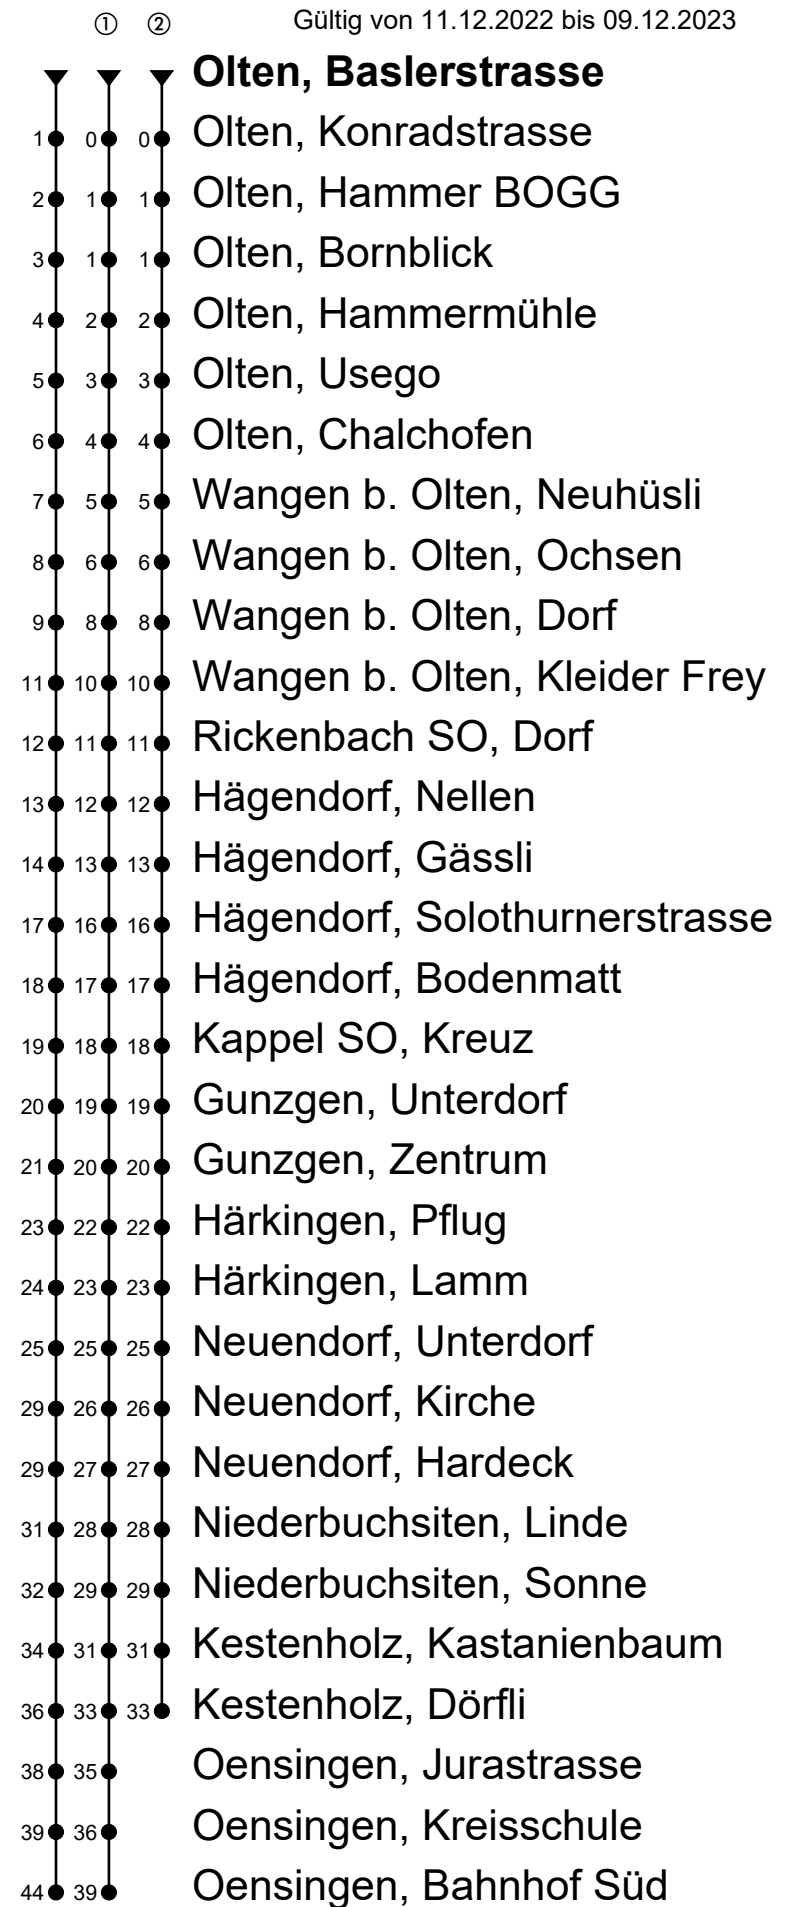 ① ② Gültig von 11.12.2022 bis 09.12.2023
Olten, Baslerstrasse
1 0 0 Olten, Konradstrasse
2 1 1 Olten, Hammer BOGG
3 1 1 Olten, Bornblick
4 2 2 Olten, Hammermühle
5 3 3 Olten, Usego
6 4 4 Olten, Chalchofen
7 5 5 Wangen b. Olten, Neuhüsli
8 6 6 Wangen b. Olten, Ochsen
9 8 8 Wangen b. Olten, Dorf
11 10 10 Wangen b. Olten, Kleider Frey
12 11 11 Rickenbach SO, Dorf
13 12 12 Hägendorf, Nellen
14 13 13 Hägendorf, Gässli
17 16 16 Hägendorf, Solothurnerstrasse
18 17 17 Hägendorf, Bodenmatt
19 18 18 Kappel SO, Kreuz
20 19 19 Gunzgen, Unterdorf
21 20 20 Gunzgen, Zentrum
23 22 22 Härkingen, Pflug
24 23 23 Härkingen, Lamm
25 25 25 Neuendorf, Unterdorf
29 26 26 Neuendorf, Kirche
29 27 27 Neuendorf, Hardeck
31 28 28 Niederbuchsiten, Linde
32 29 29 Niederbuchsiten, Sonne
34 31 31 Kestenholz, Kastanienbaum
36 33 33 Kestenholz, Dörfli
38 35 Oensingen, Jurastrasse
39 36 Oensingen, Kreisschule
44 39 Oensingen, Bahnhof Süd